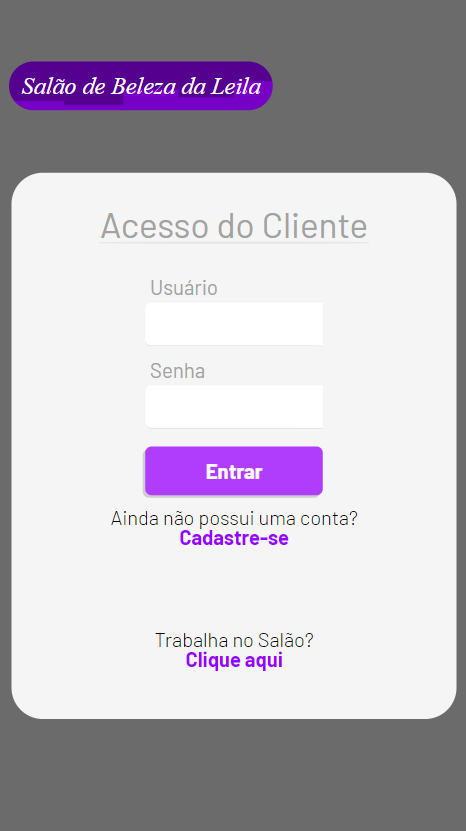 Salão de Beleza da Leila
Acesso do Cliente
Usuário
Senha
Entrar
Ainda não possui uma conta?
Cadastre-se
Trabalha no Salão?
Clique aqui